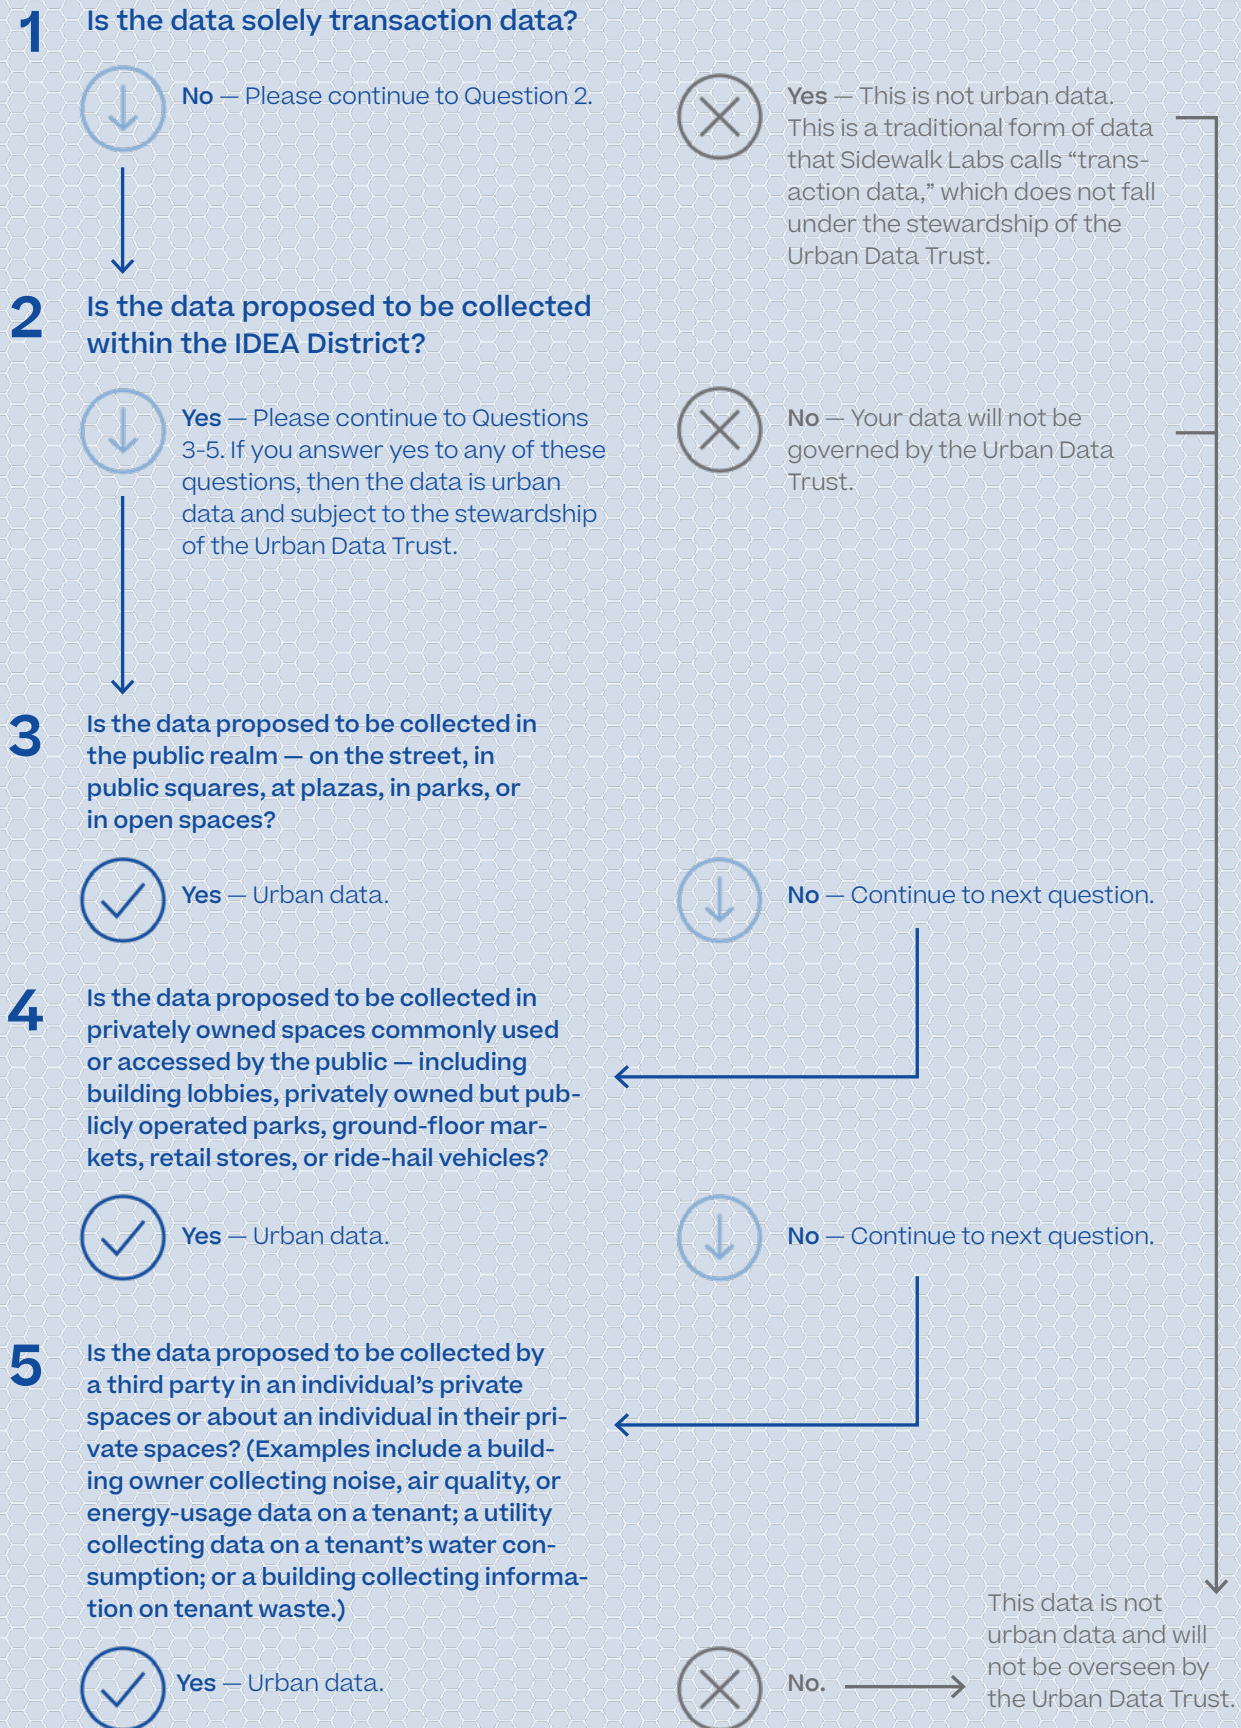 1 Is the data solely transaction data?
No — Please continue to Question 2.
Yes — This is not urban data.
This is a traditional form of data
that Sidewalk Labs calls “trans-
action data,” which does not fall
under the stewardship of the
Urban Data Trust.
2 Is the data proposed to be collected
within the IDEA District?
Yes — Please continue to Questions
3-5. If you answer yes to any of these
questions, then the data is urban
data and subject to the stewardship
of the Urban Data Trust.
No — Your data will not be
governed by the Urban Data
Trust.
3 Is the data proposed to be collected in
the public realm — on the street, in
public squares, at plazas, in parks, or
in open spaces?
Yes — Urban data.
No — Continue to next question.
4 Is the data proposed to be collected in
privately owned spaces commonly used
or accessed by the public — including
building lobbies, privately owned but pub-
licly operated parks, ground-floor mar-
kets, retail stores, or ride-hail vehicles?
Yes — Urban data.
No — Continue to next question.
5 Is the data proposed to be collected by
a third party in an individual’s private
spaces or about an individual in their pri-
vate spaces? (Examples include a build-
ing owner collecting noise, air quality, or
energy-usage data on a tenant; a utility
collecting data on a tenant’s water con-
sumption; or a building collecting informa-
tion on tenant waste.)
Yes — Urban data.
No.
This data is not
urban data and will
not be overseen by
the Urban Data Trust.